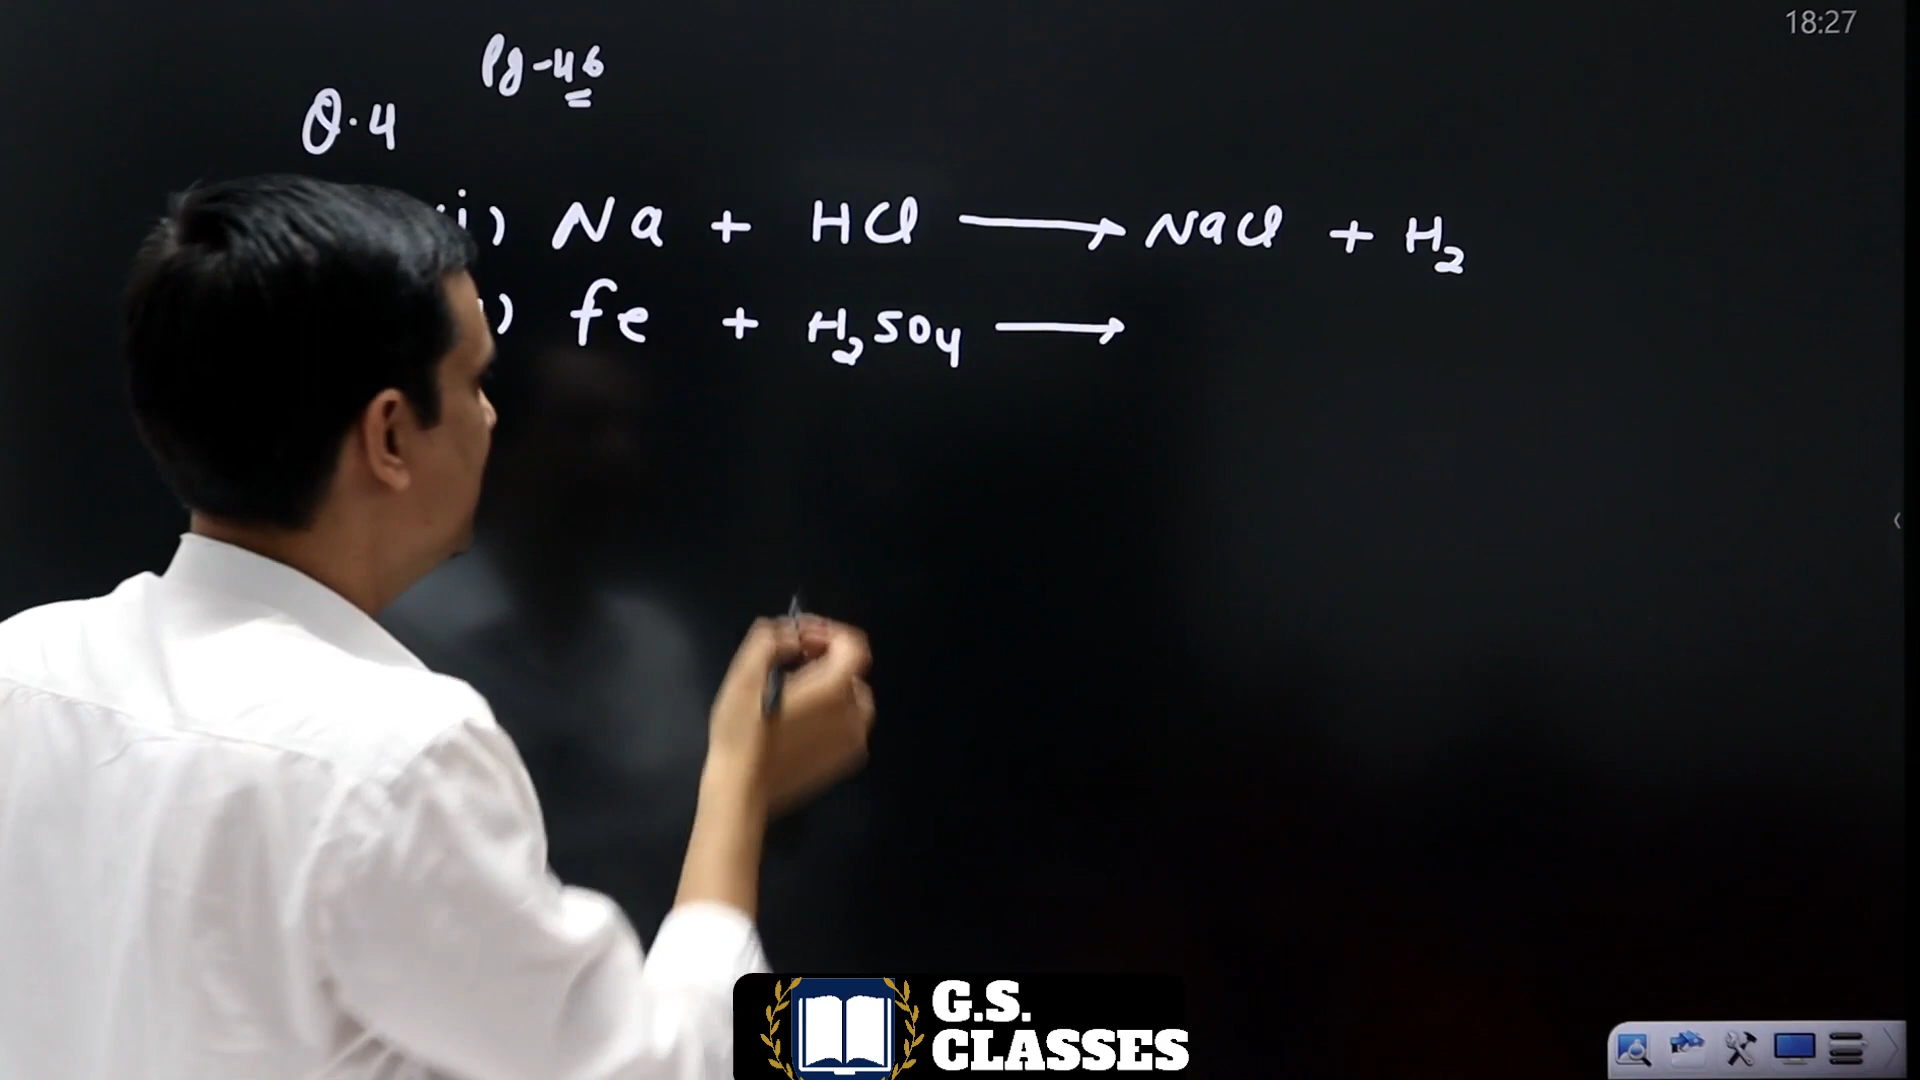 18:27
Pg-46
Q.4
i) Na + HCl ⟶ NaCl + H₂
) fe + H₂SO₄ ⟶
G.S.
CLASSES